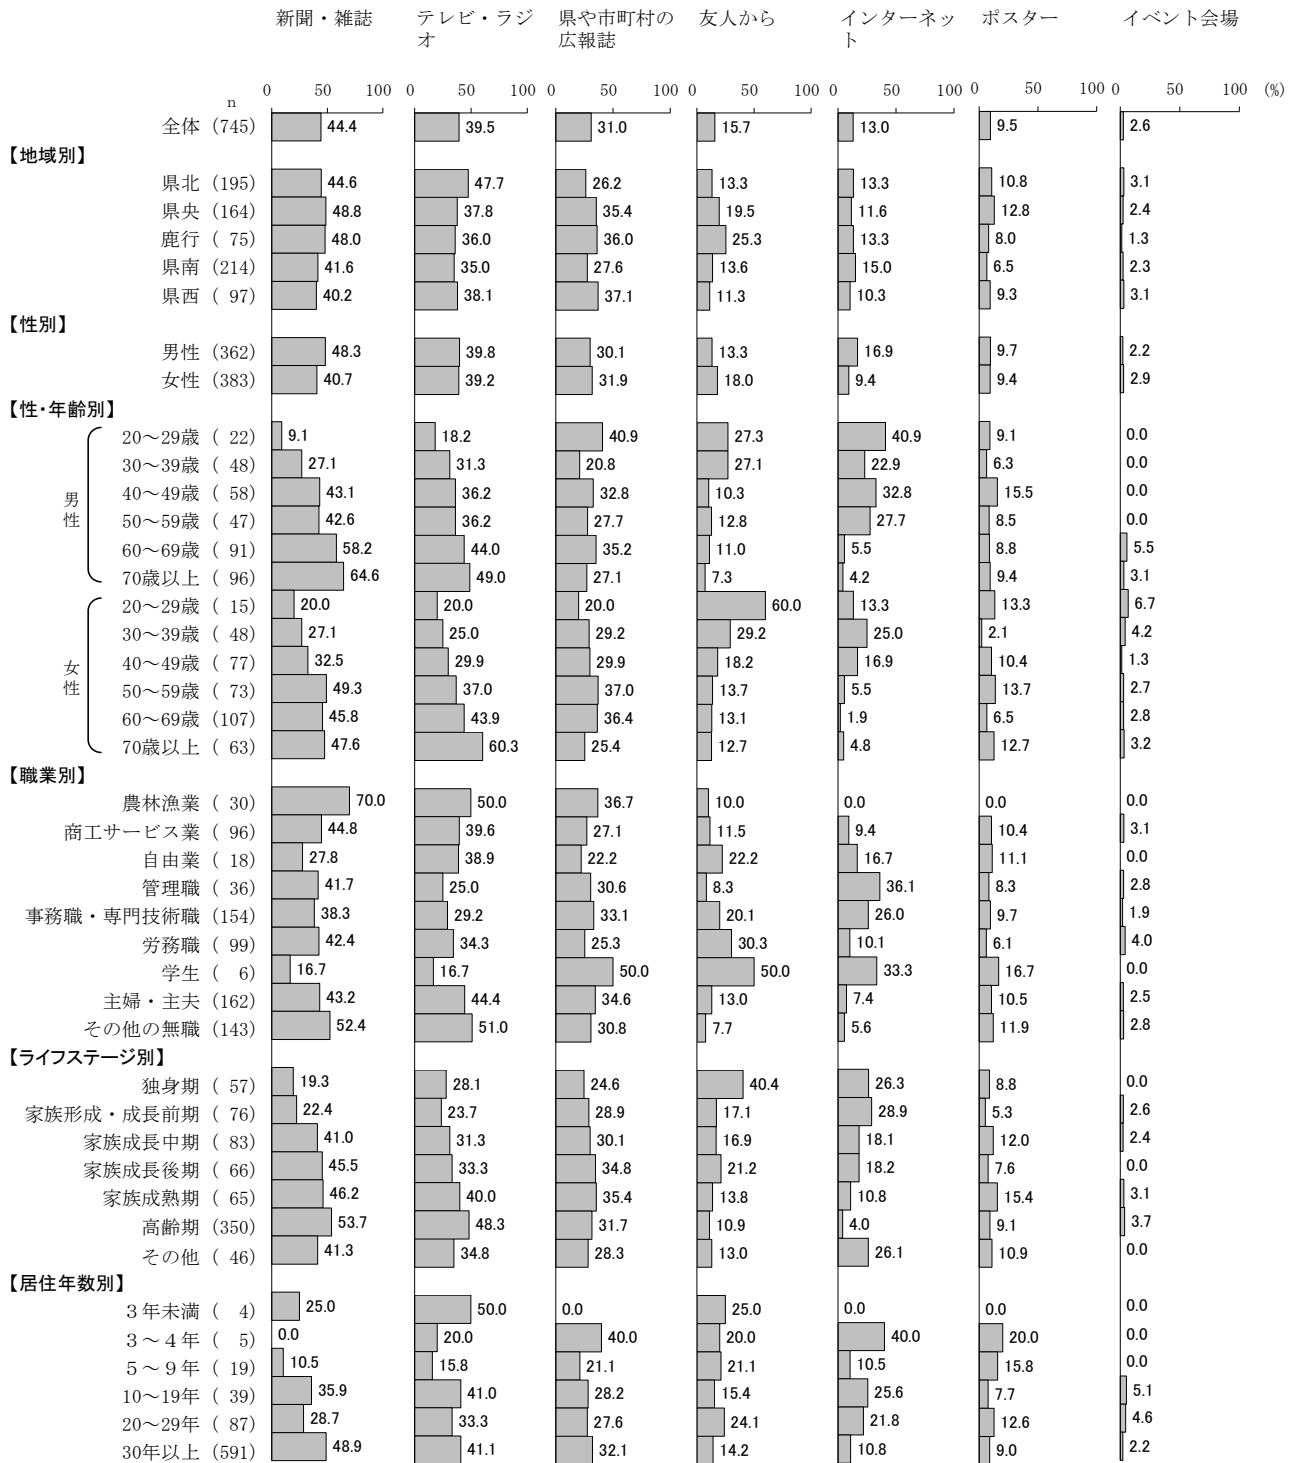 新聞・雑誌 テレビ・ラジオ 県や市町村の広報誌 友人から インターネット ポスター イベント会場
0 50 100 0 50 100 0 50 100 0 50 100 0 50 100 0 50 100 0 50 100 (%)
n
全体 (745) 44.4 39.5 31.0 15.7 13.0 9.5 2.6
【地域別】
県北 (195) 44.6 47.7 26.2 13.3 13.3 10.8 3.1
県央 (164) 48.8 37.8 35.4 19.5 11.6 12.8 2.4
鹿行 ( 75) 48.0 36.0 36.0 25.3 13.3 8.0 1.3
県南 (214) 41.6 35.0 27.6 13.6 15.0 6.5 2.3
県西 ( 97) 40.2 38.1 37.1 11.3 10.3 9.3 3.1
【性別】
男性 (362) 48.3 39.8 30.1 13.3 16.9 9.7 2.2
女性 (383) 40.7 39.2 31.9 18.0 9.4 9.4 2.9
【性・年齢別】
男性
20～29歳 ( 22) 9.1 18.2 40.9 27.3 40.9 9.1 0.0
30～39歳 ( 48) 27.1 31.3 20.8 27.1 22.9 6.3 0.0
40～49歳 ( 58) 43.1 36.2 32.8 10.3 32.8 15.5 0.0
50～59歳 ( 47) 42.6 36.2 27.7 12.8 27.7 8.5 0.0
60～69歳 ( 91) 58.2 44.0 35.2 11.0 5.5 8.8 5.5
70歳以上 ( 96) 64.6 49.0 27.1 7.3 4.2 9.4 3.1
女性
20～29歳 ( 15) 20.0 20.0 20.0 60.0 13.3 13.3 6.7
30～39歳 ( 48) 27.1 25.0 29.2 29.2 25.0 2.1 4.2
40～49歳 ( 77) 32.5 29.9 29.9 18.2 16.9 10.4 1.3
50～59歳 ( 73) 49.3 37.0 37.0 13.7 5.5 13.7 2.7
60～69歳 (107) 45.8 43.9 36.4 13.1 1.9 6.5 2.8
70歳以上 ( 63) 47.6 60.3 25.4 12.7 4.8 12.7 3.2
【職業別】
農林漁業 ( 30) 70.0 50.0 36.7 10.0 0.0 0.0 0.0
商工サービス業 ( 96) 44.8 39.6 27.1 11.5 9.4 10.4 3.1
自由業 ( 18) 27.8 38.9 22.2 22.2 16.7 11.1 0.0
管理職 ( 36) 41.7 25.0 30.6 8.3 36.1 8.3 2.8
事務職・専門技術職 (154) 38.3 29.2 33.1 20.1 26.0 9.7 1.9
労務職 ( 99) 42.4 34.3 25.3 30.3 10.1 6.1 4.0
学生 ( 6) 16.7 16.7 50.0 50.0 33.3 16.7 0.0
主婦・主夫 (162) 43.2 44.4 34.6 13.0 7.4 10.5 2.5
その他の無職 (143) 52.4 51.0 30.8 7.7 5.6 11.9 2.8
【ライフステージ別】
独身期 ( 57) 19.3 28.1 24.6 40.4 26.3 8.8 0.0
家族形成・成長前期 ( 76) 22.4 23.7 28.9 17.1 28.9 5.3 2.6
家族成長中期 ( 83) 41.0 31.3 30.1 16.9 18.1 12.0 2.4
家族成長後期 ( 66) 45.5 33.3 34.8 21.2 18.2 7.6 0.0
家族成熟期 ( 65) 46.2 40.0 35.4 13.8 10.8 15.4 3.1
高齢期 (350) 53.7 48.3 31.7 10.9 4.0 9.1 3.7
その他 ( 46) 41.3 34.8 28.3 13.0 26.1 10.9 0.0
【居住年数別】
３年未満 ( 4) 25.0 50.0 0.0 25.0 0.0 0.0 0.0
３～４年 ( 5) 0.0 20.0 40.0 20.0 40.0 20.0 0.0
５～９年 ( 19) 10.5 15.8 21.1 21.1 10.5 15.8 0.0
10～19年 ( 39) 35.9 41.0 28.2 15.4 25.6 7.7 5.1
20～29年 ( 87) 28.7 33.3 27.6 24.1 21.8 12.6 4.6
30年以上 (591) 48.9 41.1 32.1 14.2 10.8 9.0 2.2